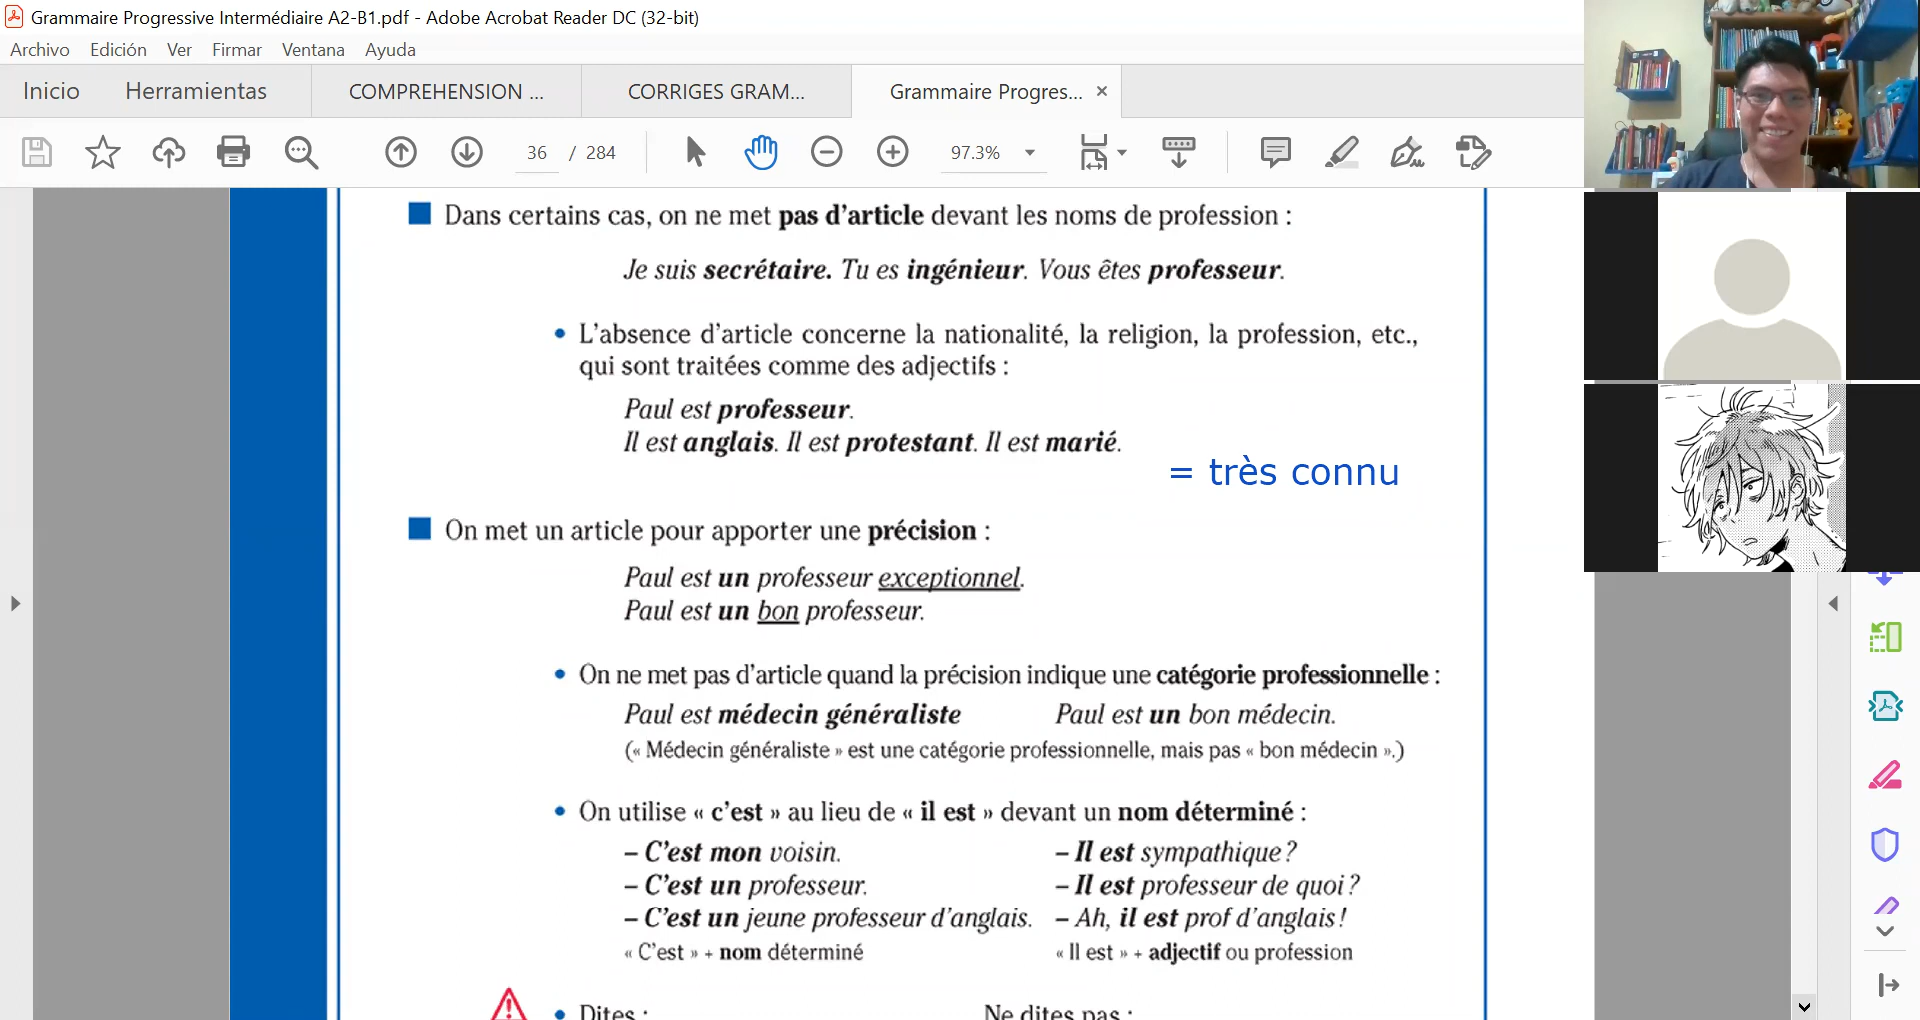 Grammaire Progressive Intermédiaire A2-B1.pdf - Adobe Acrobat Reader DC (32-bit)
Archivo Edición Ver Firmar Ventana Ayuda
Inicio Herramientas COMPREHENSION ... CORRIGES GRAM... Grammaire Progres... ×
36 / 284 97.3%
Dans certains cas, on ne met pas d'article devant les noms de profession :
Je suis secrétaire. Tu es ingénieur. Vous êtes professeur.
• L'absence d'article concerne la nationalité, la religion, la profession, etc.,
qui sont traitées comme des adjectifs :
Paul est professeur.
Il est anglais. Il est protestant. Il est marié.
= très connu
On met un article pour apporter une précision :
Paul est un professeur exceptionnel.
Paul est un bon professeur.
• On ne met pas d'article quand la précision indique une catégorie professionnelle :
Paul est médecin généraliste Paul est un bon médecin.
(« Médecin généraliste » est une catégorie professionnelle, mais pas « bon médecin ».)
• On utilise « c'est » au lieu de « il est » devant un nom déterminé :
– C'est mon voisin. – Il est sympathique ?
– C'est un professeur. – Il est professeur de quoi ?
– C'est un jeune professeur d'anglais. – Ah, il est prof d'anglais !
« C'est » + nom déterminé « Il est » + adjectif ou profession
• Dites : Ne dites pas :